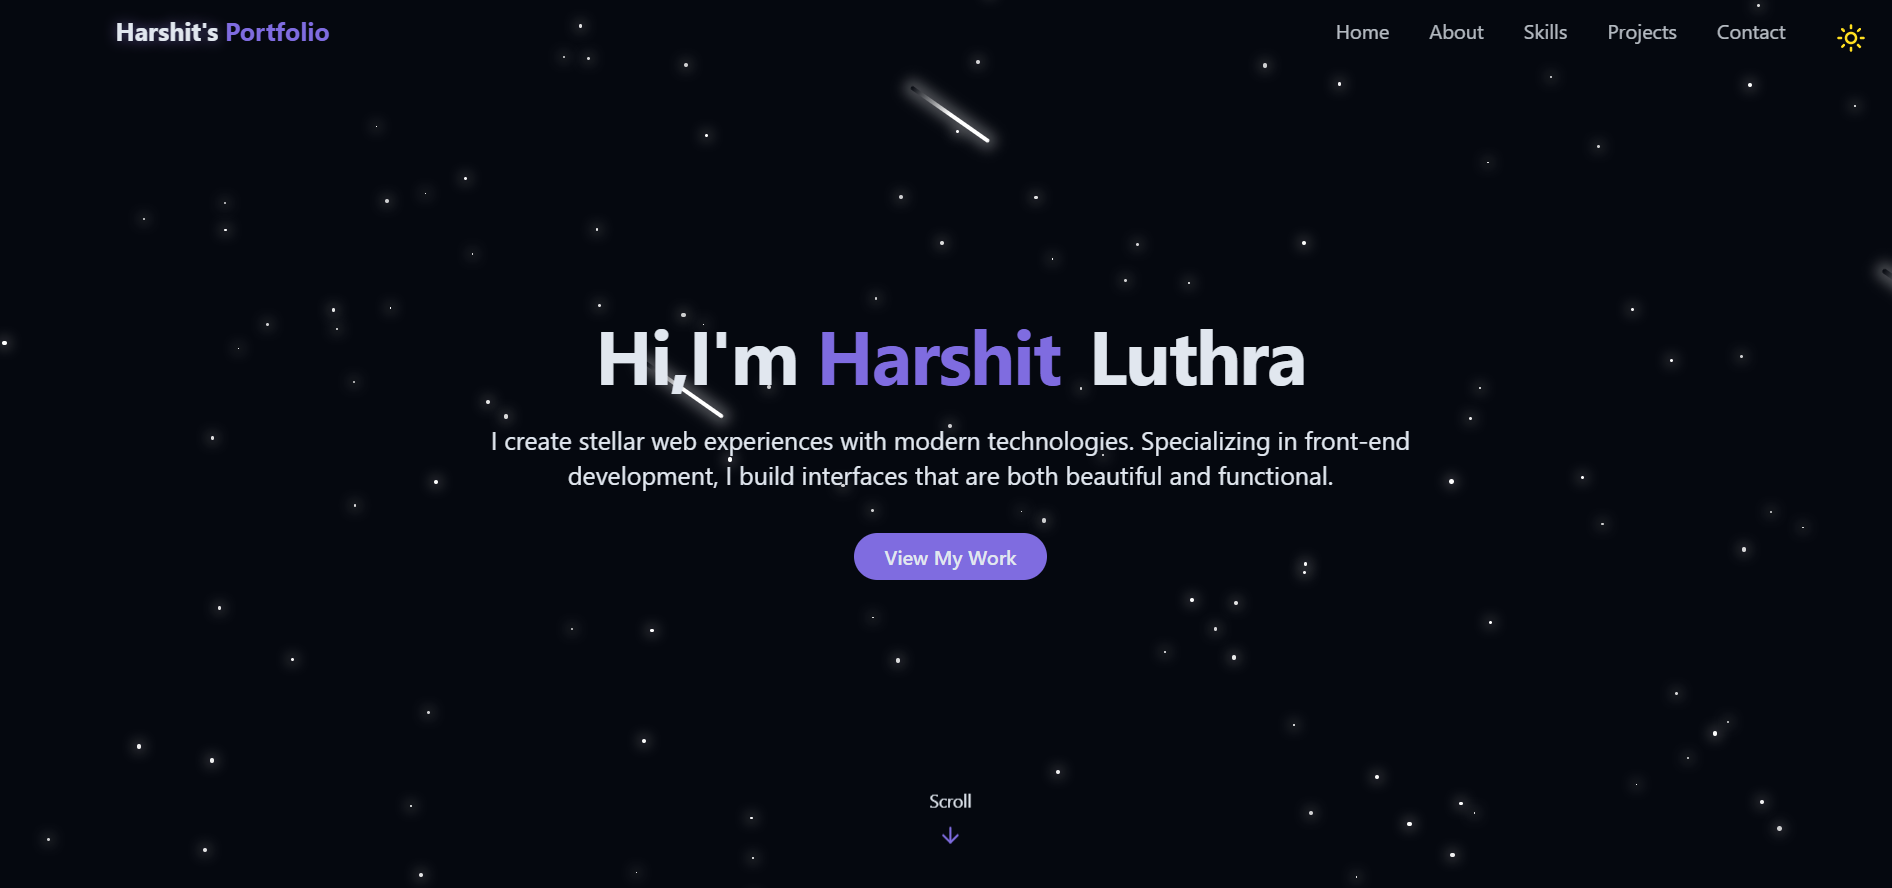 Harshit's Portfolio
Home About Skills Projects Contact
Hi,I'm Harshit Luthra
I create stellar web experiences with modern technologies. Specializing in front-end
development, I build interfaces that are both beautiful and functional.
View My Work
Scroll